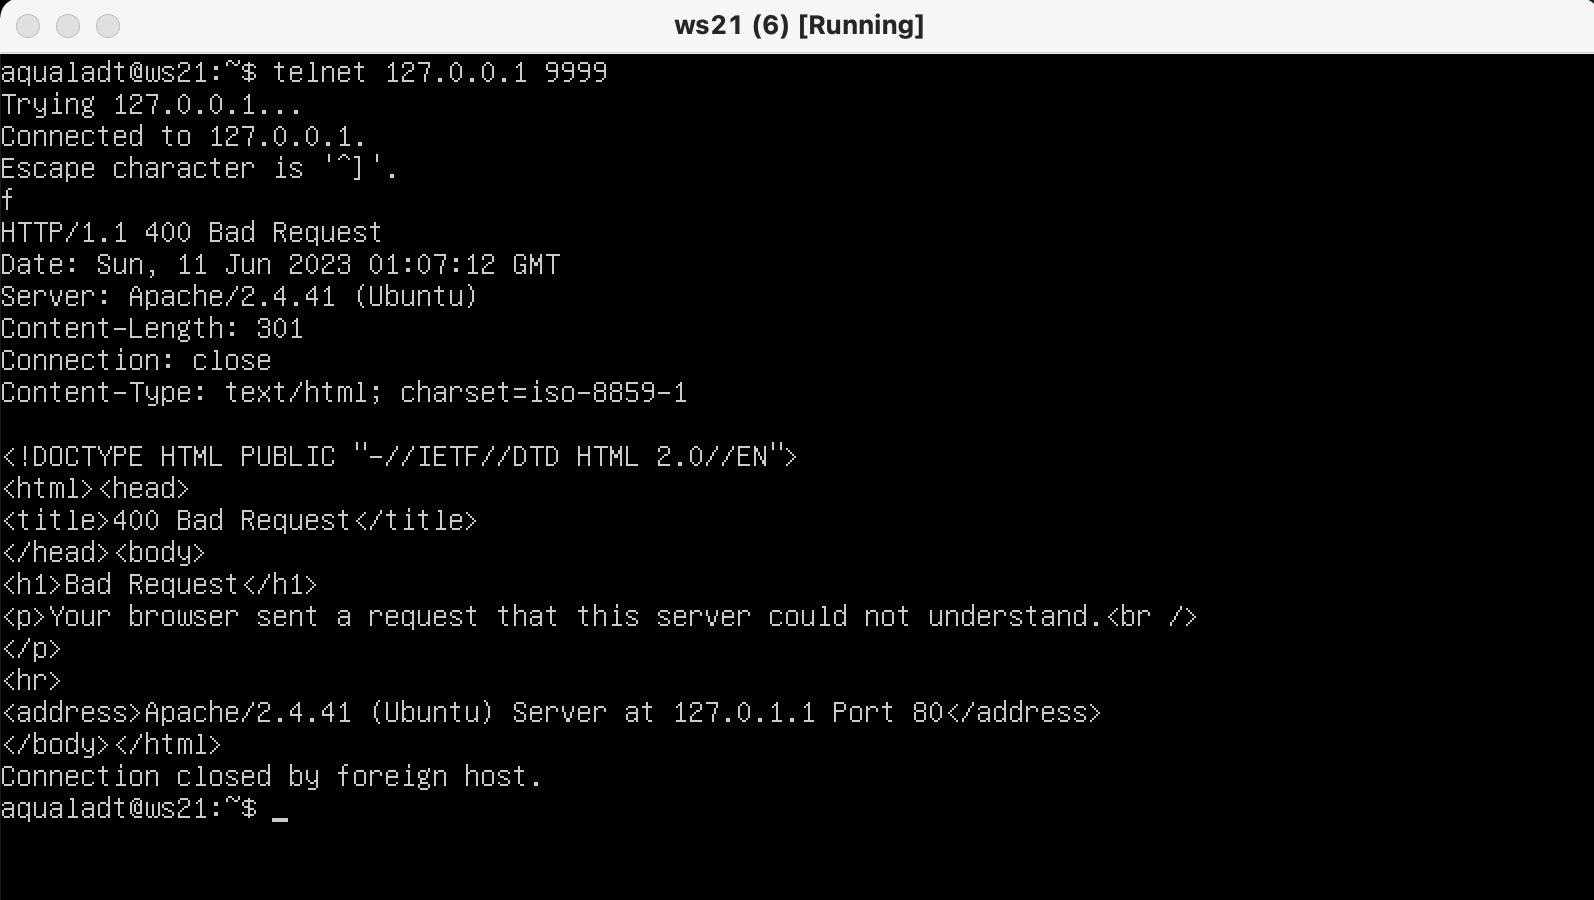 ws21 (6) [Running]
aqualadt@ws21:~$ telnet 127.0.0.1 9999
Trying 127.0.0.1...
Connected to 127.0.0.1.
Escape character is '^]'.
f
HTTP/1.1 400 Bad Request
Date: Sun, 11 Jun 2023 01:07:12 GMT
Server: Apache/2.4.41 (Ubuntu)
Content-Length: 301
Connection: close
Content-Type: text/html; charset=iso-8859-1

<!DOCTYPE HTML PUBLIC "-//IETF//DTD HTML 2.0//EN">
<html><head>
<title>400 Bad Request</title>
</head><body>
<h1>Bad Request</h1>
<p>Your browser sent a request that this server could not understand.<br />
</p>
<hr>
<address>Apache/2.4.41 (Ubuntu) Server at 127.0.1.1 Port 80</address>
</body></html>
Connection closed by foreign host.
aqualadt@ws21:~$ _